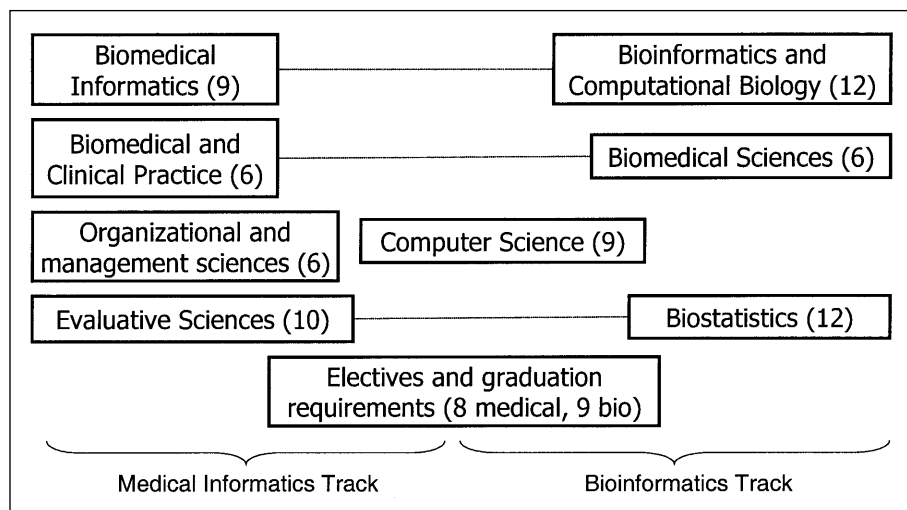 Biomedical
Informatics (9)
Bioinformatics and
Computational Biology (12)
Biomedical and
Clinical Practice (6)
Biomedical Sciences (6)
Organizational and
management sciences (6)
Computer Science (9)
Evaluative Sciences (10)
Biostatistics (12)
Electives and graduation
requirements (8 medical, 9 bio)
Medical Informatics Track
Bioinformatics Track